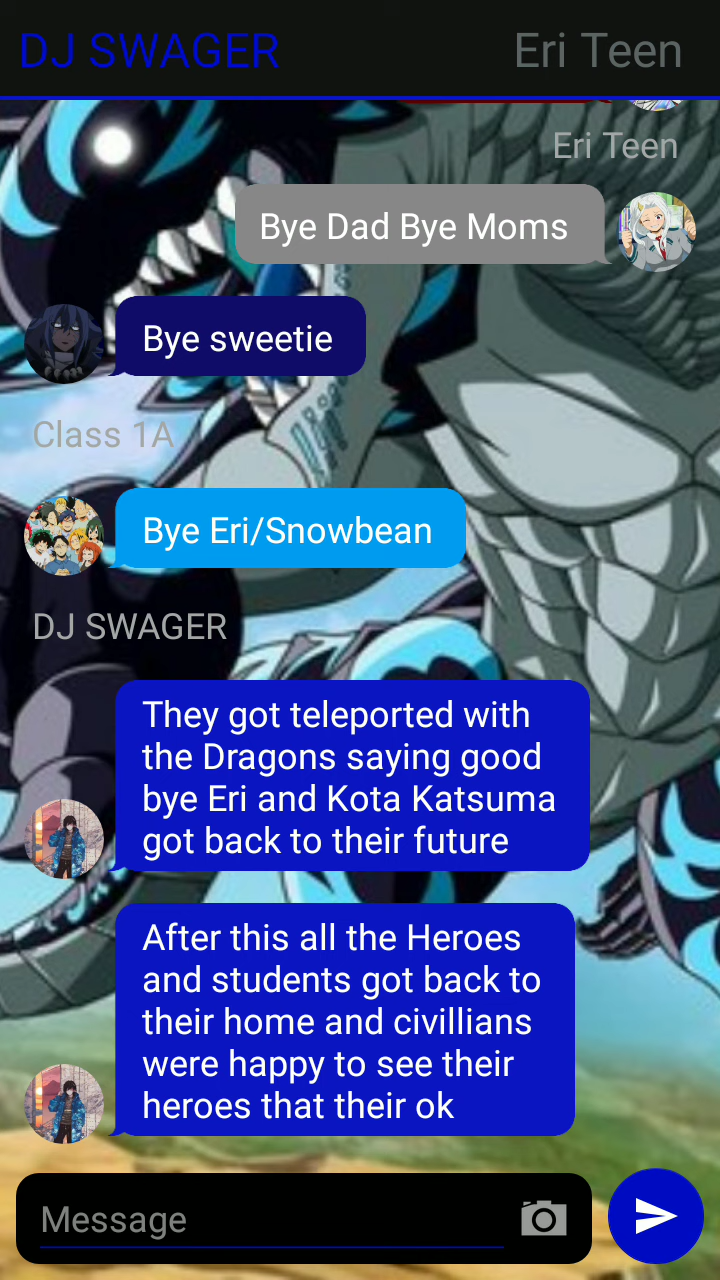 DJ SWAGER
Eri Teen
Eri Teen
Bye Dad Bye Moms
Bye sweetie
Class 1A
Bye Eri/Snowbean
DJ SWAGER
They got teleported with
the Dragons saying good
bye Eri and Kota Katsuma
got back to their future
After this all the Heroes
and students got back to
their home and civillians
were happy to see their
heroes that their ok
Message